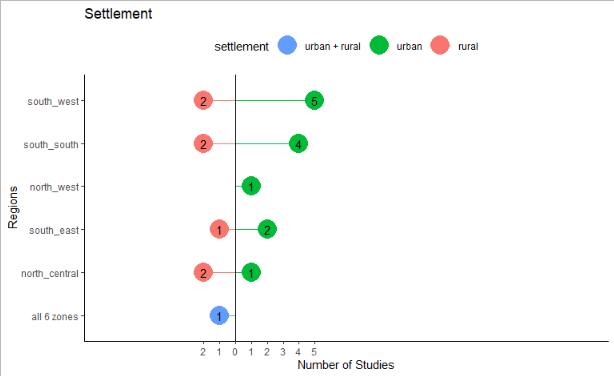 Settlement
settlement urban + rural urban rural
south_west 2 5
south_south 2 4
north_west 1
south_east 1 2
north_central 2 1
all 6 zones 1
Regions
2 1 0 1 2 3 4 5
Number of Studies